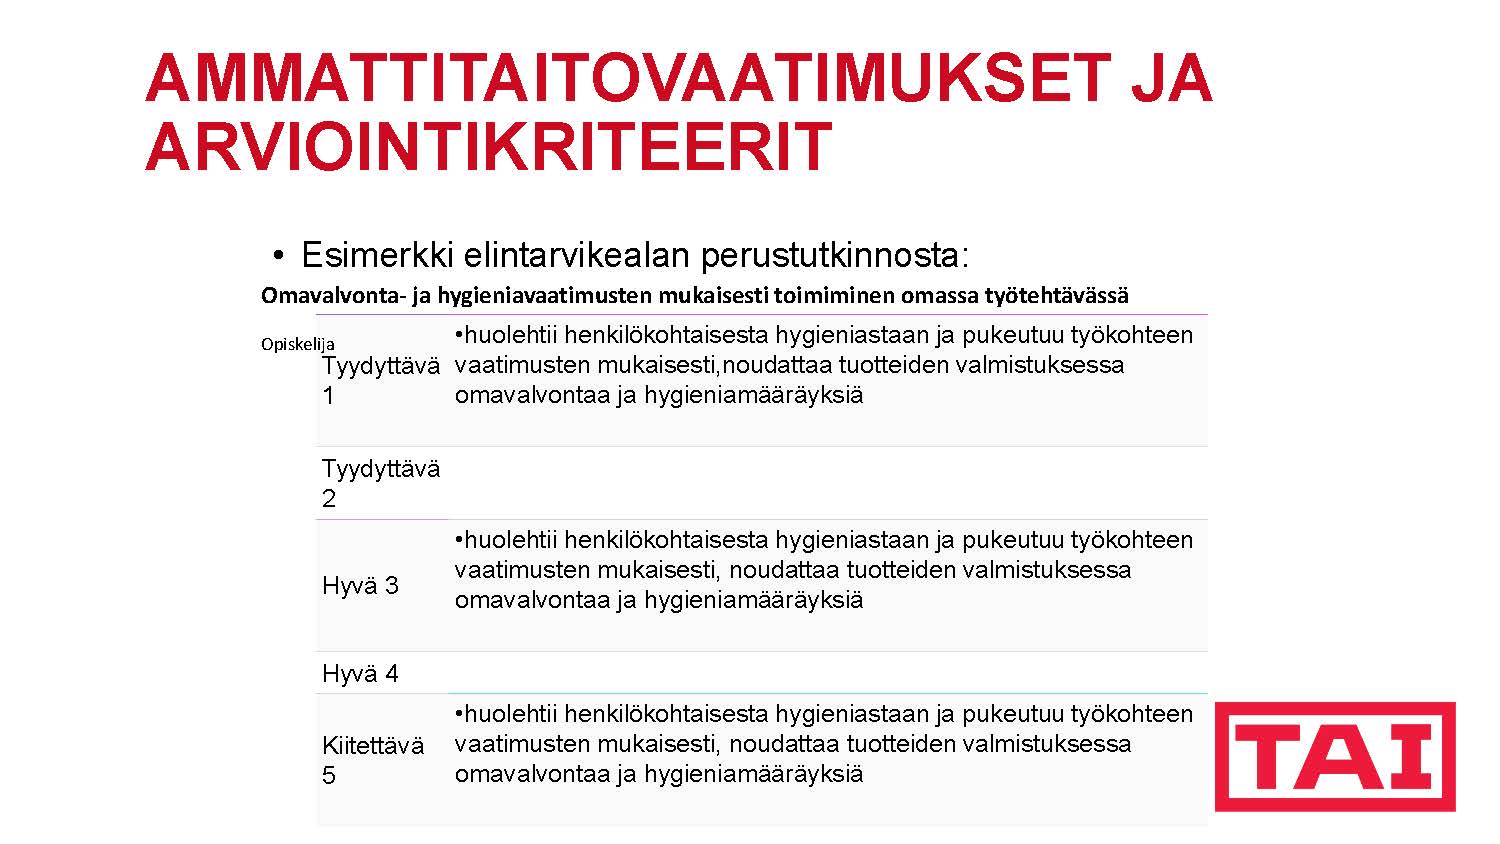 AMMATTITAITOVAATIMUKSET JA
ARVIOINTIKRITEERIT
• Esimerkki elintarvikealan perustutkinnosta:
Omavalvonta- ja hygieniavaatimusten mukaisesti toimiminen omassa työtehtävässä
Opiskelija
Tyydyttävä
1
•huolehtii henkilökohtaisesta hygieniastaan ja pukeutuu työkohteen
vaatimusten mukaisesti,noudattaa tuotteiden valmistuksessa
omavalvontaa ja hygieniamääräyksiä
Tyydyttävä
2
Hyvä 3
•huolehtii henkilökohtaisesta hygieniastaan ja pukeutuu työkohteen
vaatimusten mukaisesti, noudattaa tuotteiden valmistuksessa
omavalvontaa ja hygieniamääräyksiä
Hyvä 4
Kiitettävä
5
•huolehtii henkilökohtaisesta hygieniastaan ja pukeutuu työkohteen
vaatimusten mukaisesti, noudattaa tuotteiden valmistuksessa
omavalvontaa ja hygieniamääräyksiä
TAI